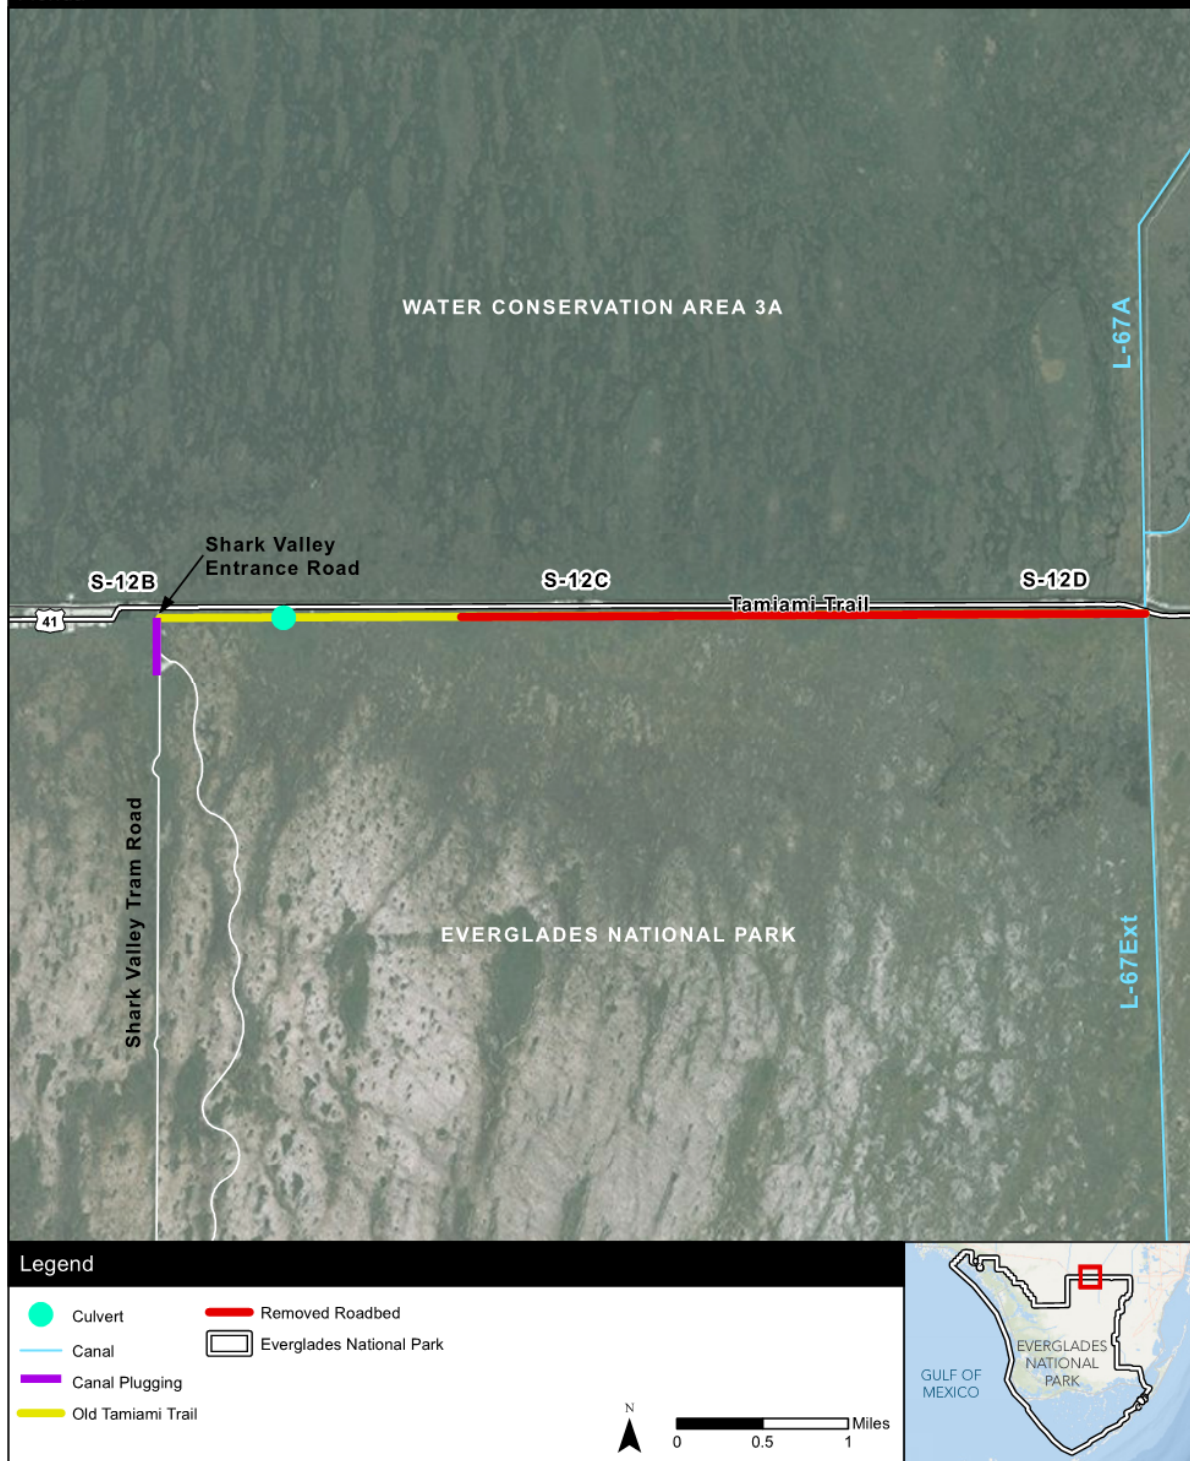 WATER CONSERVATION AREA 3A
L-67A
Shark Valley
Entrance Road
S-12B
S-12C
S-12D
Tamiami Trail
41
Shark Valley Tram Road
EVERGLADES NATIONAL PARK
L-67Ext
Legend
Culvert
Canal
Canal Plugging
Old Tamiami Trail
Removed Roadbed
Everglades National Park
N
Miles
0 0.5 1
EVERGLADES
NATIONAL
PARK
GULF OF
MEXICO